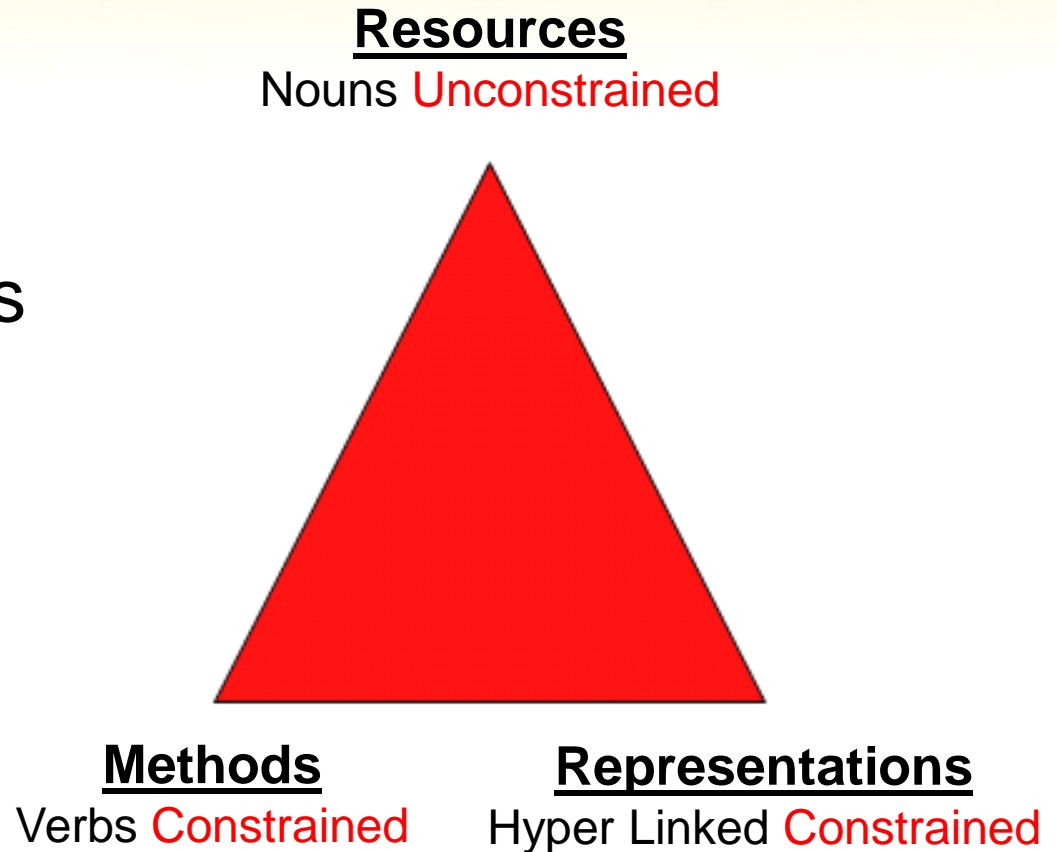 Resources
Nouns Unconstrained
s
Methods
Verbs Constrained
Representations
Hyper Linked Constrained